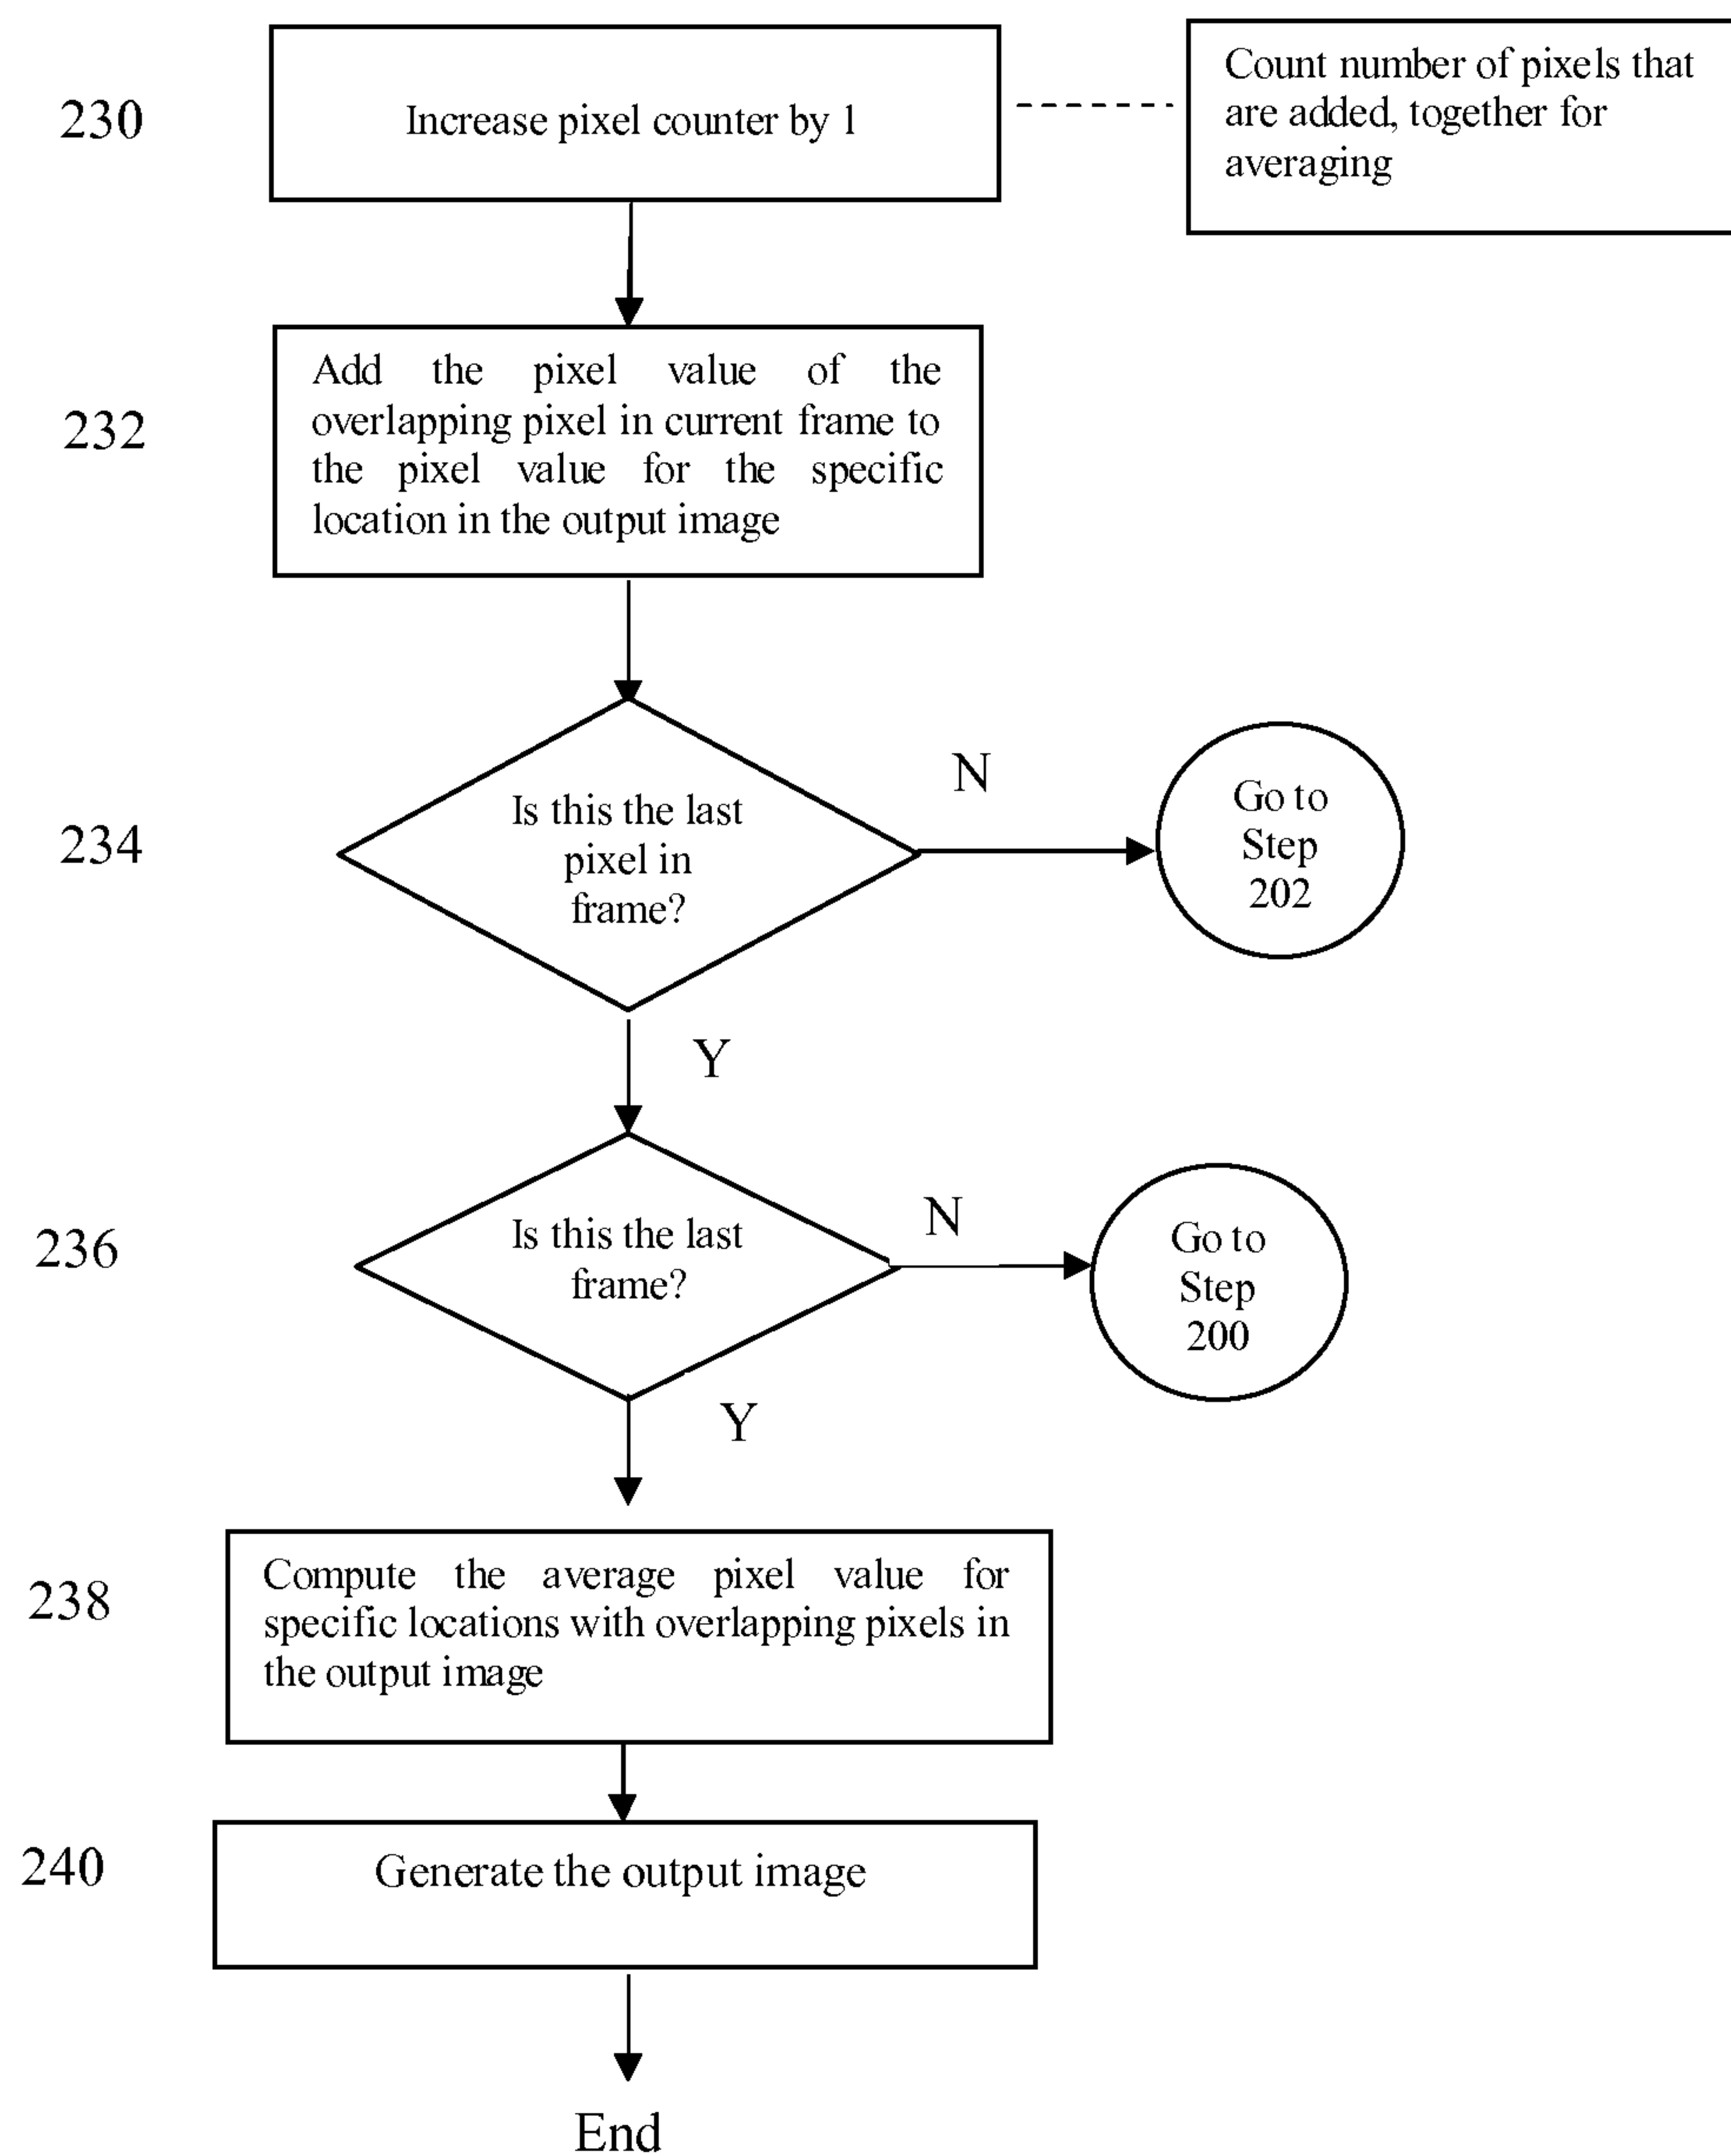 230
Increase pixel counter by 1
Count number of pixels that
are added, together for
averaging
232
Add the pixel value of the
overlapping pixel in current frame to
the pixel value for the specific
location in the output image
234
Is this the last
pixel in
frame?
N
Go to
Step
202
Y
236
Is this the last
frame?
N
Go to
Step
200
Y
238
Compute the average pixel value for
specific locations with overlapping pixels in
the output image
240
Generate the output image
End